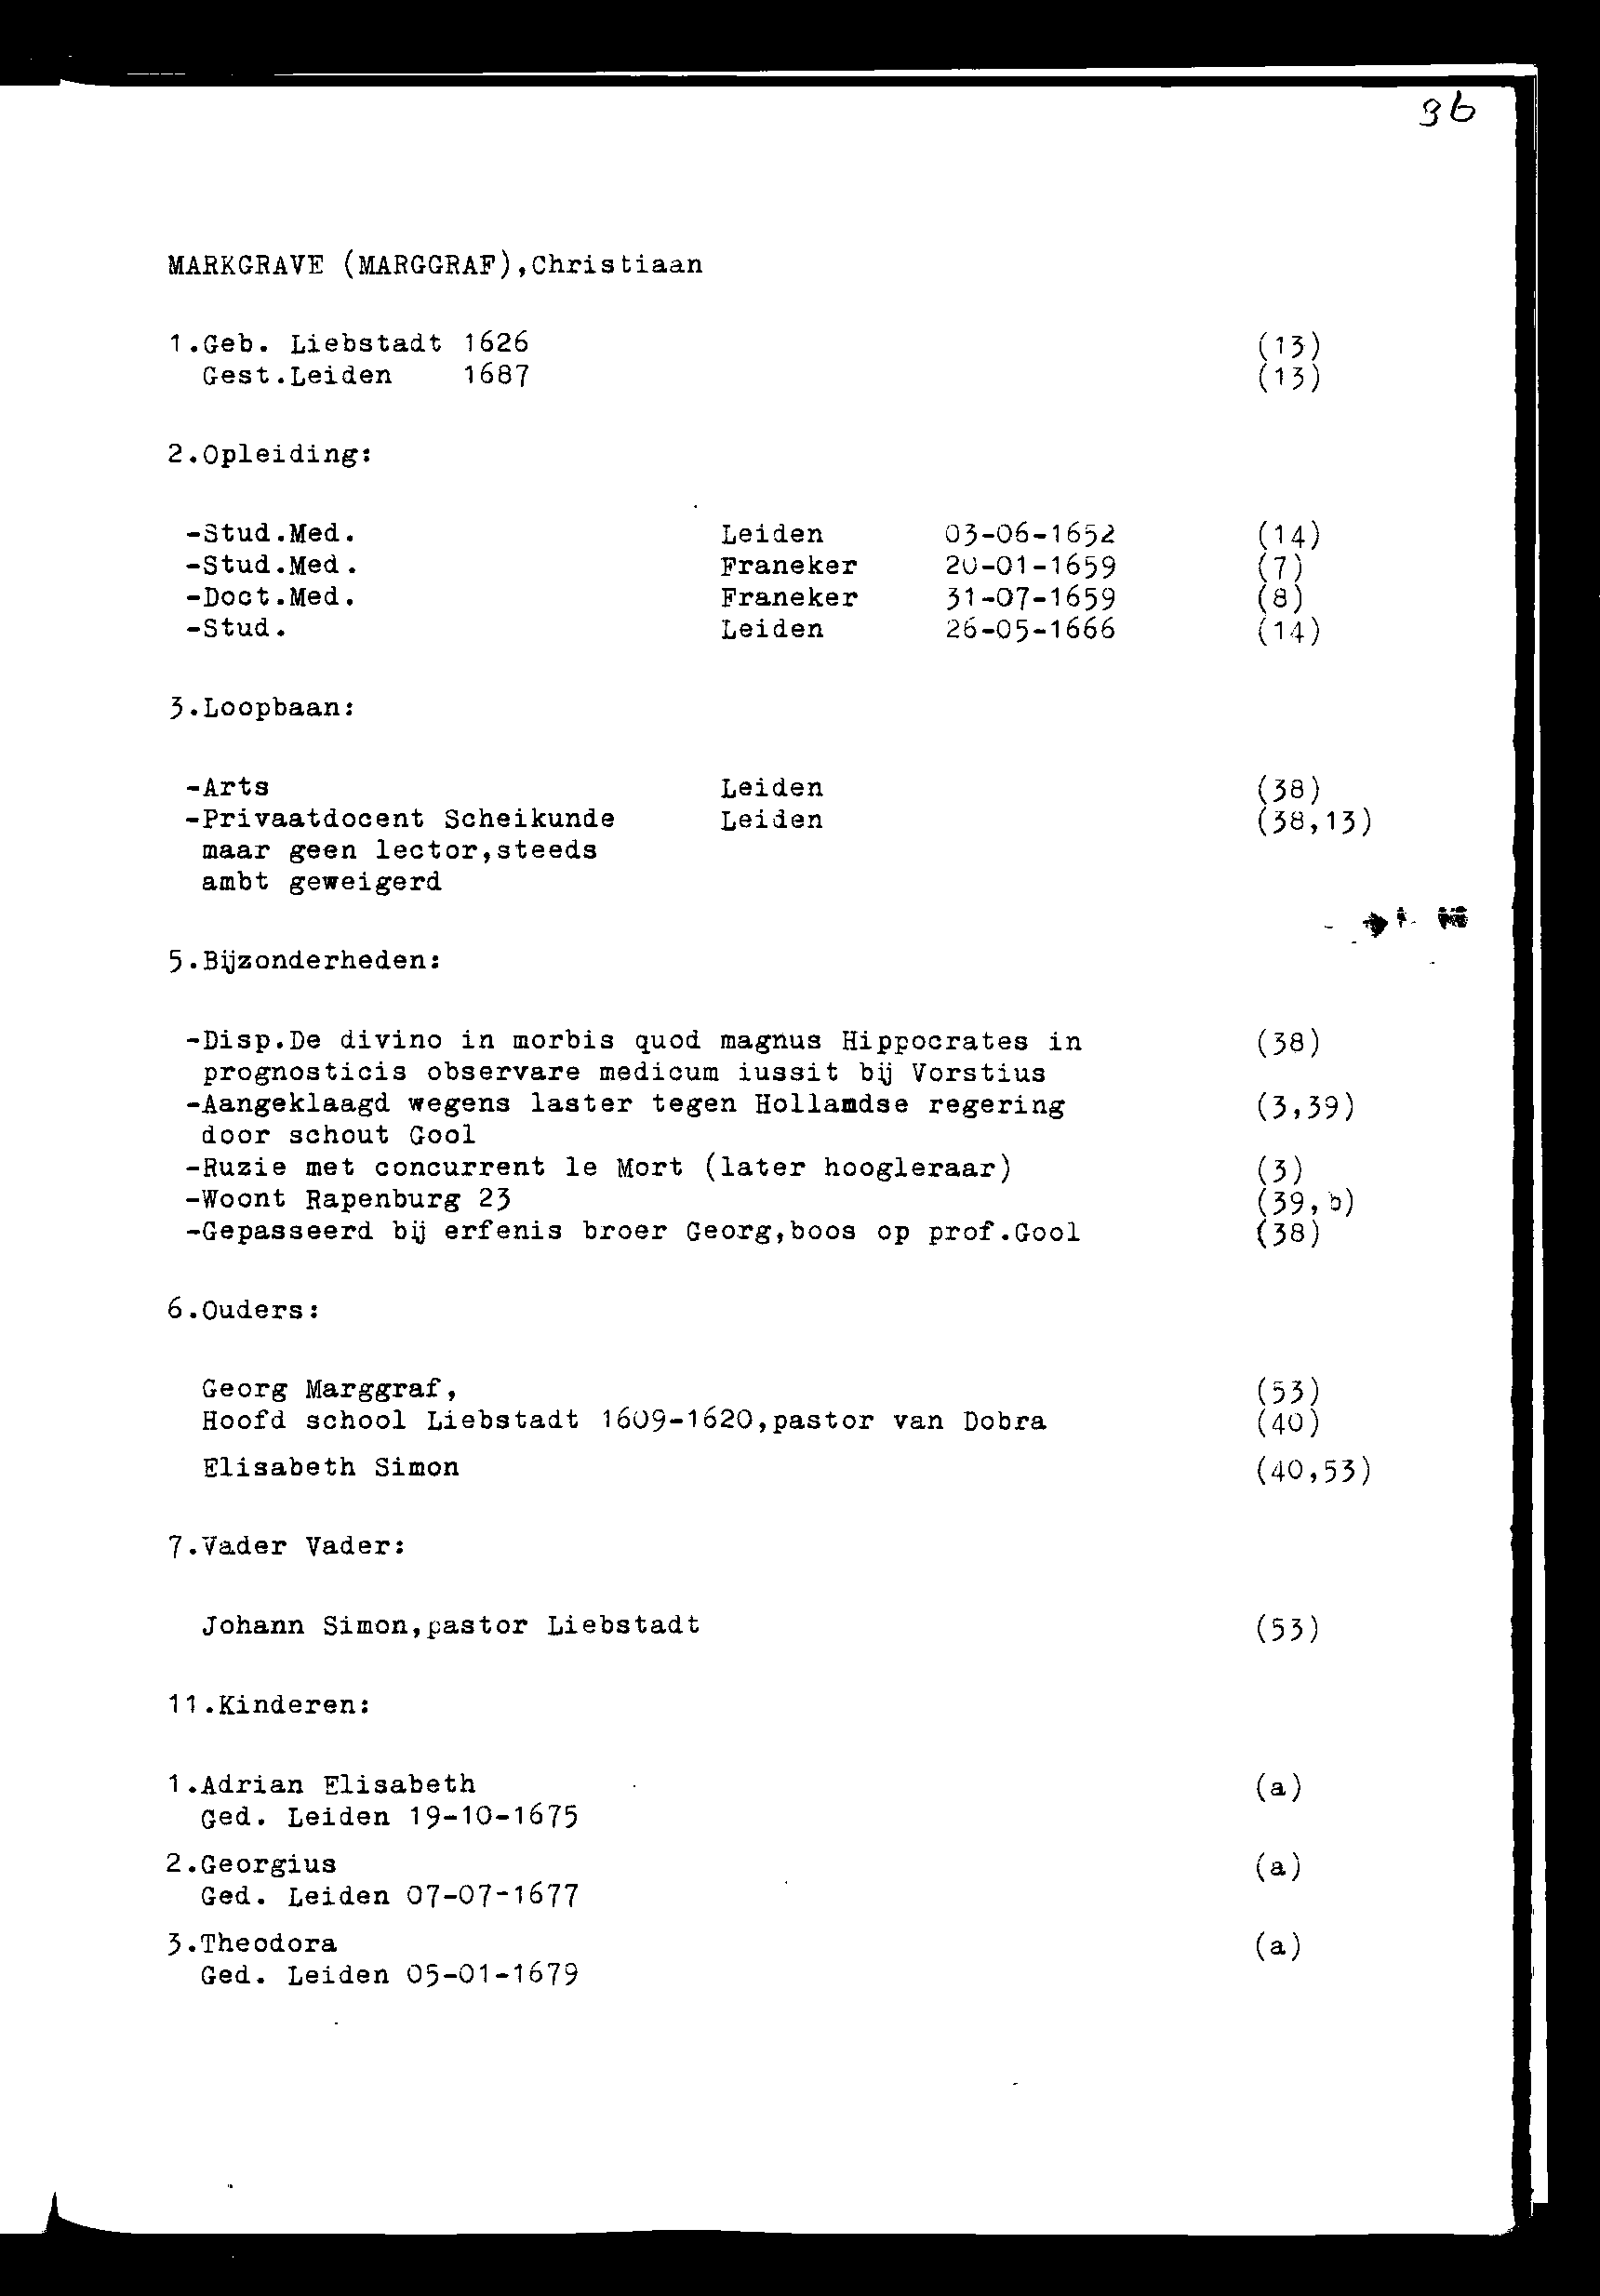 96
MARKGRAVE (MARGGRAF),Christiaan
1.Geb. Liebstadt 1626 (13)
Gest.Leiden 1687 (13)
2.Opleiding:
-Stud.Med. Leiden 03-06-1652 (14)
-Stud.Med. Franeker 20-01-1659 (7)
-Doct.Med. Franeker 31-07-1659 (8)
-Stud. Leiden 26-05-1666 (14)
3.Loopbaan:
-Arts Leiden (38)
-Privaatdocent Scheikunde Leiden (38,13)
maar geen lector,steeds
ambt geweigerd
5.Bijzonderheden:
-Disp.De divino in morbis quod magnus Hippocrates in (38)
prognosticis observare medicum iussit bij Vorstius
-Aangeklaagd wegens laster tegen Hollamdse regering (3,39)
door schout Gool
-Ruzie met concurrent le Mort (later hoogleraar) (3)
-Woont Rapenburg 23 (39,b)
-Gepasseerd bij erfenis broer Georg,boos op prof.Gool (38)
6.Ouders:
Georg Marggraf, (53)
Hoofd school Liebstadt 1609-1620,pastor van Dobra (40)
Elisabeth Simon (40,53)
7.Vader Vader:
Johann Simon,pastor Liebstadt (53)
11.Kinderen:
1.Adrian Elisabeth (a)
Ged. Leiden 19-10-1675
2.Georgius (a)
Ged. Leiden 07-07-1677
3.Theodora (a)
Ged. Leiden 05-01-1679